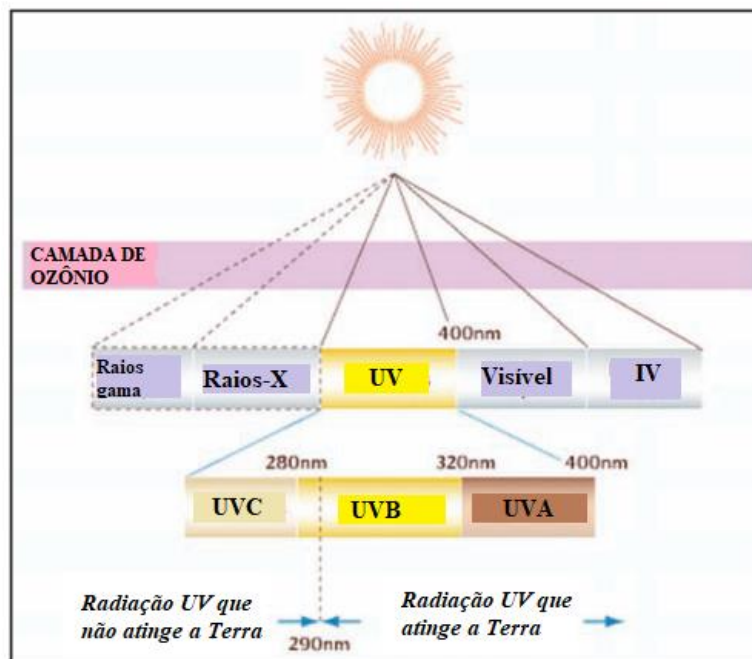 CAMADA DE
OZÔNIO
400nm
Raios
gama
Raios-X
UV
Visível
IV
280nm
320nm
400nm
UVC
UVB
UVA
Radiação UV que
não atinge a Terra
290nm
Radiação UV que
atinge a Terra